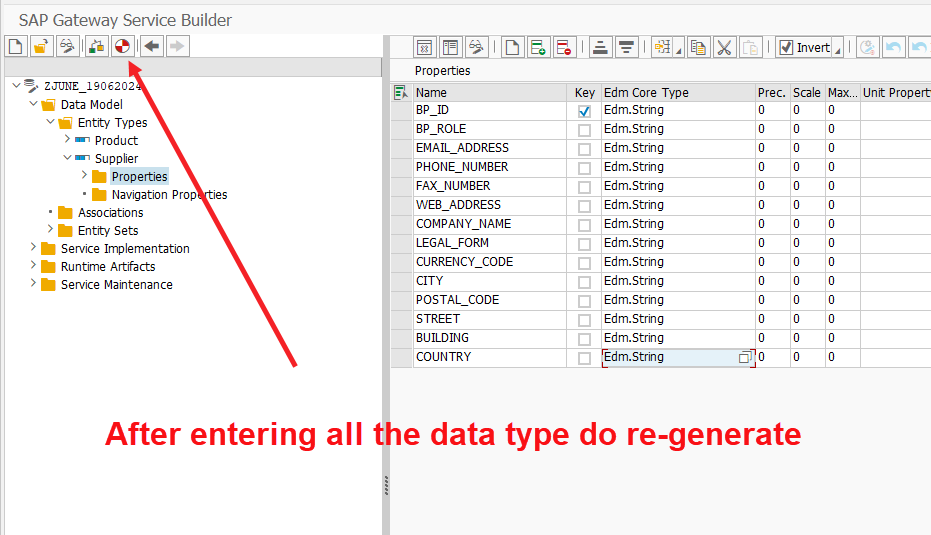 SAP Gateway Service Builder
Invert
ZJUNE_19062024
Data Model
Entity Types
Product
Supplier
Properties
Navigation Properties
Associations
Entity Sets
Service Implementation
Runtime Artifacts
Service Maintenance
Properties
Name Key Edm Core Type Prec. Scale Max... Unit Property
BP_ID Edm.String 0 0 0
BP_ROLE Edm.String 0 0 0
EMAIL_ADDRESS Edm.String 0 0 0
PHONE_NUMBER Edm.String 0 0 0
FAX_NUMBER Edm.String 0 0 0
WEB_ADDRESS Edm.String 0 0 0
COMPANY_NAME Edm.String 0 0 0
LEGAL_FORM Edm.String 0 0 0
CURRENCY_CODE Edm.String 0 0 0
CITY Edm.String 0 0 0
POSTAL_CODE Edm.String 0 0 0
STREET Edm.String 0 0 0
BUILDING Edm.String 0 0 0
COUNTRY Edm.String 0 0 0
After entering all the data type do re-generate